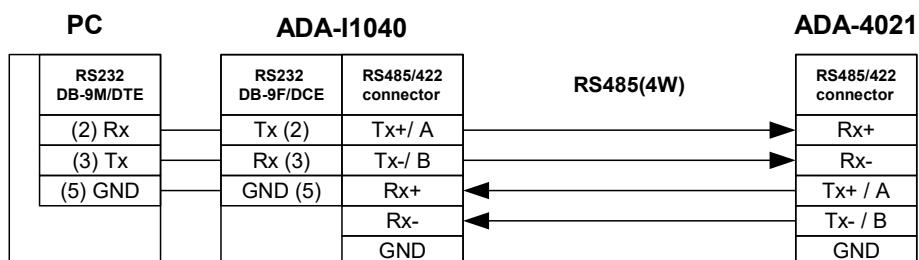 PC ADA-I1040 ADA-4021
RS232 DB-9M/DTE RS232 DB-9F/DCE RS485/422 connector RS485(4W) RS485/422 connector
(2) Rx Tx (2) Tx+/ A Rx+
(3) Tx Rx (3) Tx-/ B Rx-
(5) GND GND (5) Rx+ Tx+ / A
Rx- Tx- / B
GND GND